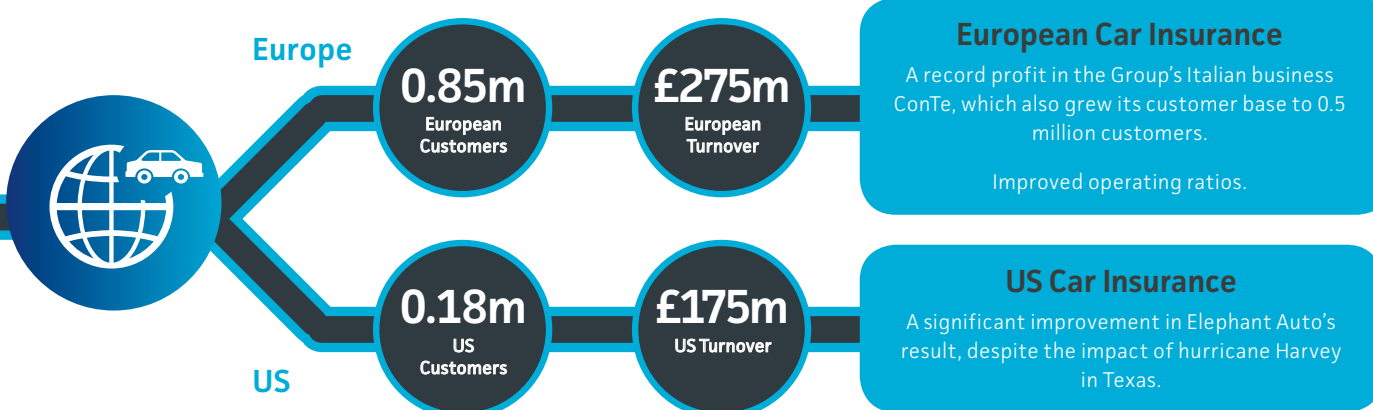 Europe
0.85m
European
Customers
£275m
European
Turnover
European Car Insurance
A record profit in the Group's Italian business
ConTe, which also grew its customer base to 0.5
million customers.
Improved operating ratios.
US
0.18m
US
Customers
£175m
US Turnover
US Car Insurance
A significant improvement in Elephant Auto's
result, despite the impact of hurricane Harvey
in Texas.